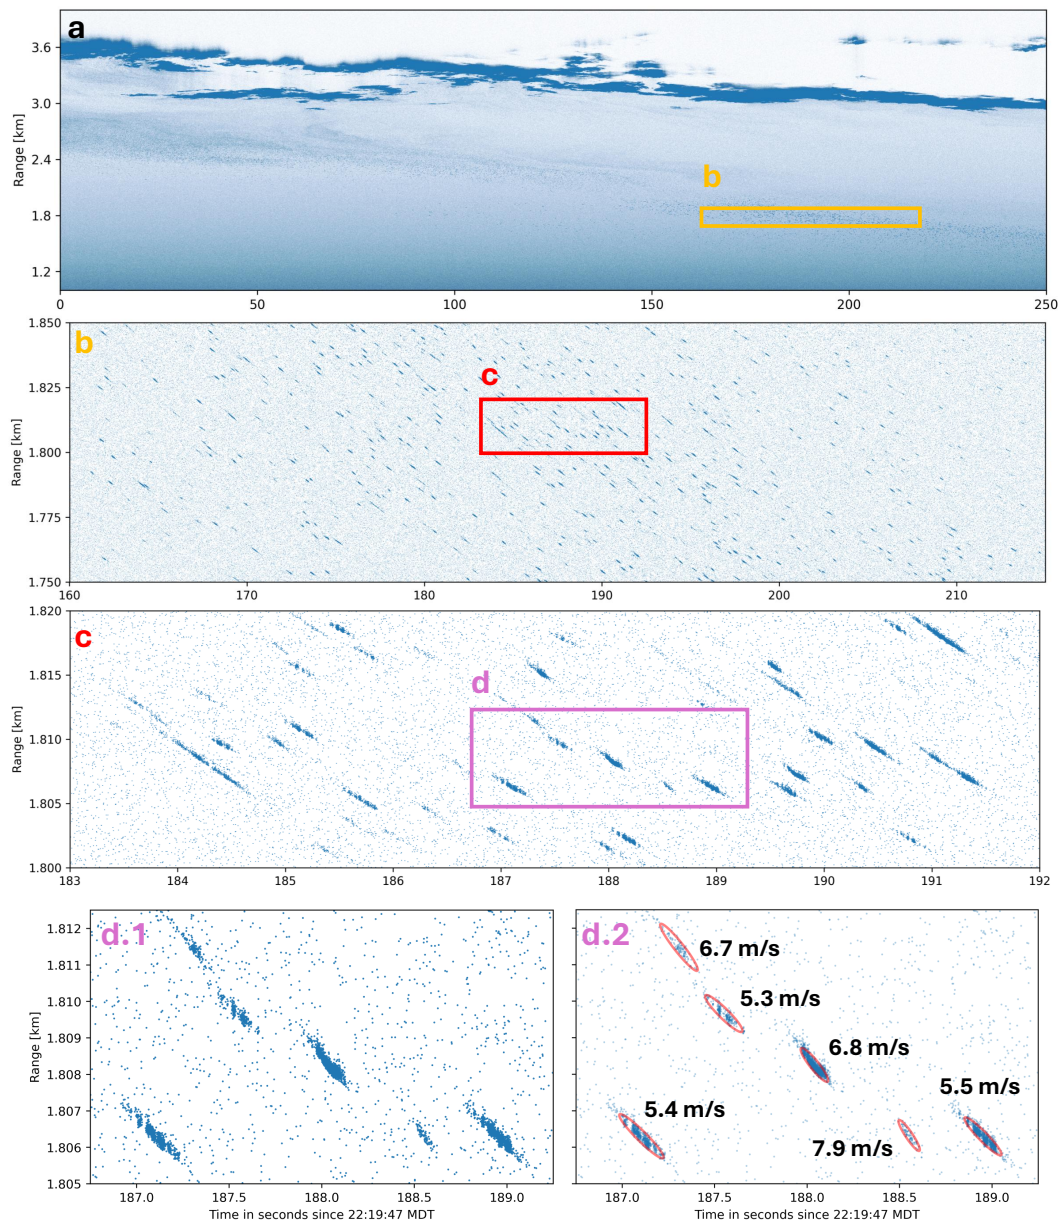 a
3.6
3.0
2.4
1.8
1.2
Range [km]
b
0 50 100 150 200 250
b
1.850
1.825
1.800
1.775
1.750
Range [km]
c
160 170 180 190 200 210
c
1.820
1.815
1.810
1.805
1.800
Range [km]
d
183 184 185 186 187 188 189 190 191 192
d.1
1.812
1.811
1.810
1.809
1.808
1.807
1.806
1.805
Range [km]
187.0 187.5 188.0 188.5 189.0
Time in seconds since 22:19:47 MDT
d.2
6.7 m/s
5.3 m/s
6.8 m/s
5.5 m/s
5.4 m/s
7.9 m/s
187.0 187.5 188.0 188.5 189.0
Time in seconds since 22:19:47 MDT